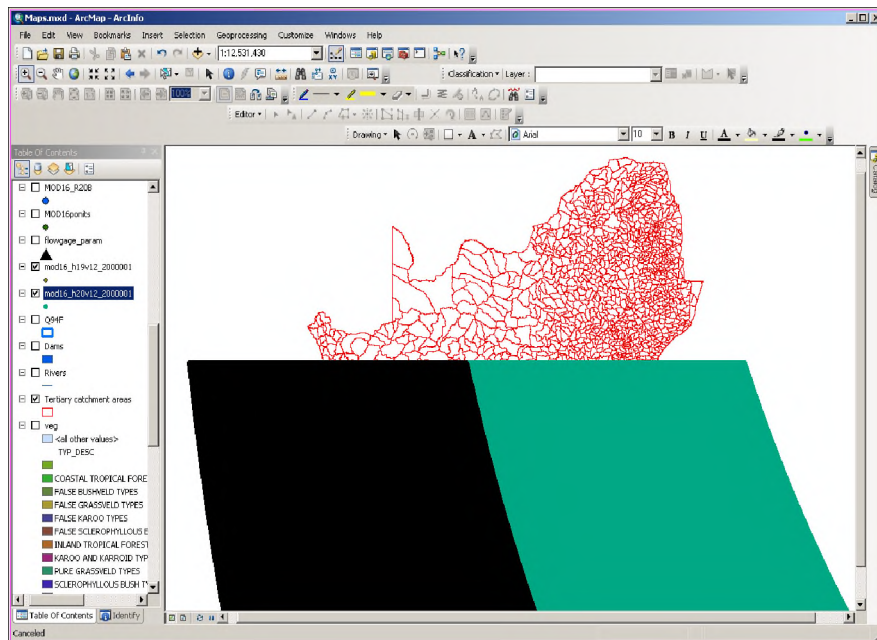 Maps.mxd - ArcMap - ArcInfo
File Edit View Bookmarks Insert Selection Geoprocessing Customize Windows Help
1:12,531,430
Classification Layer:
100%
Editor
Drawing Arial 10 B I U A
Table Of Contents
MOD16_R20B
MOD16ponits
flowgage_param
mod16_h19v12_2000001
mod16_h20v12_2000001
Q94F
Dams
Rivers
Tertiary catchment areas
veg
<all other values>
TYP_DESC
COASTAL TROPICAL FORE
FALSE BUSHVELD TYPES
FALSE GRASSVELD TYPES
FALSE KAROO TYPES
FALSE SCLEROPHYLLOUS B
INLAND TROPICAL FOREST
KAROO AND KARROID TYP
PURE GRASSVELD TYPES
SCLEROPHYLLOUS BUSH TY
Table Of Contents Identify
Canceled